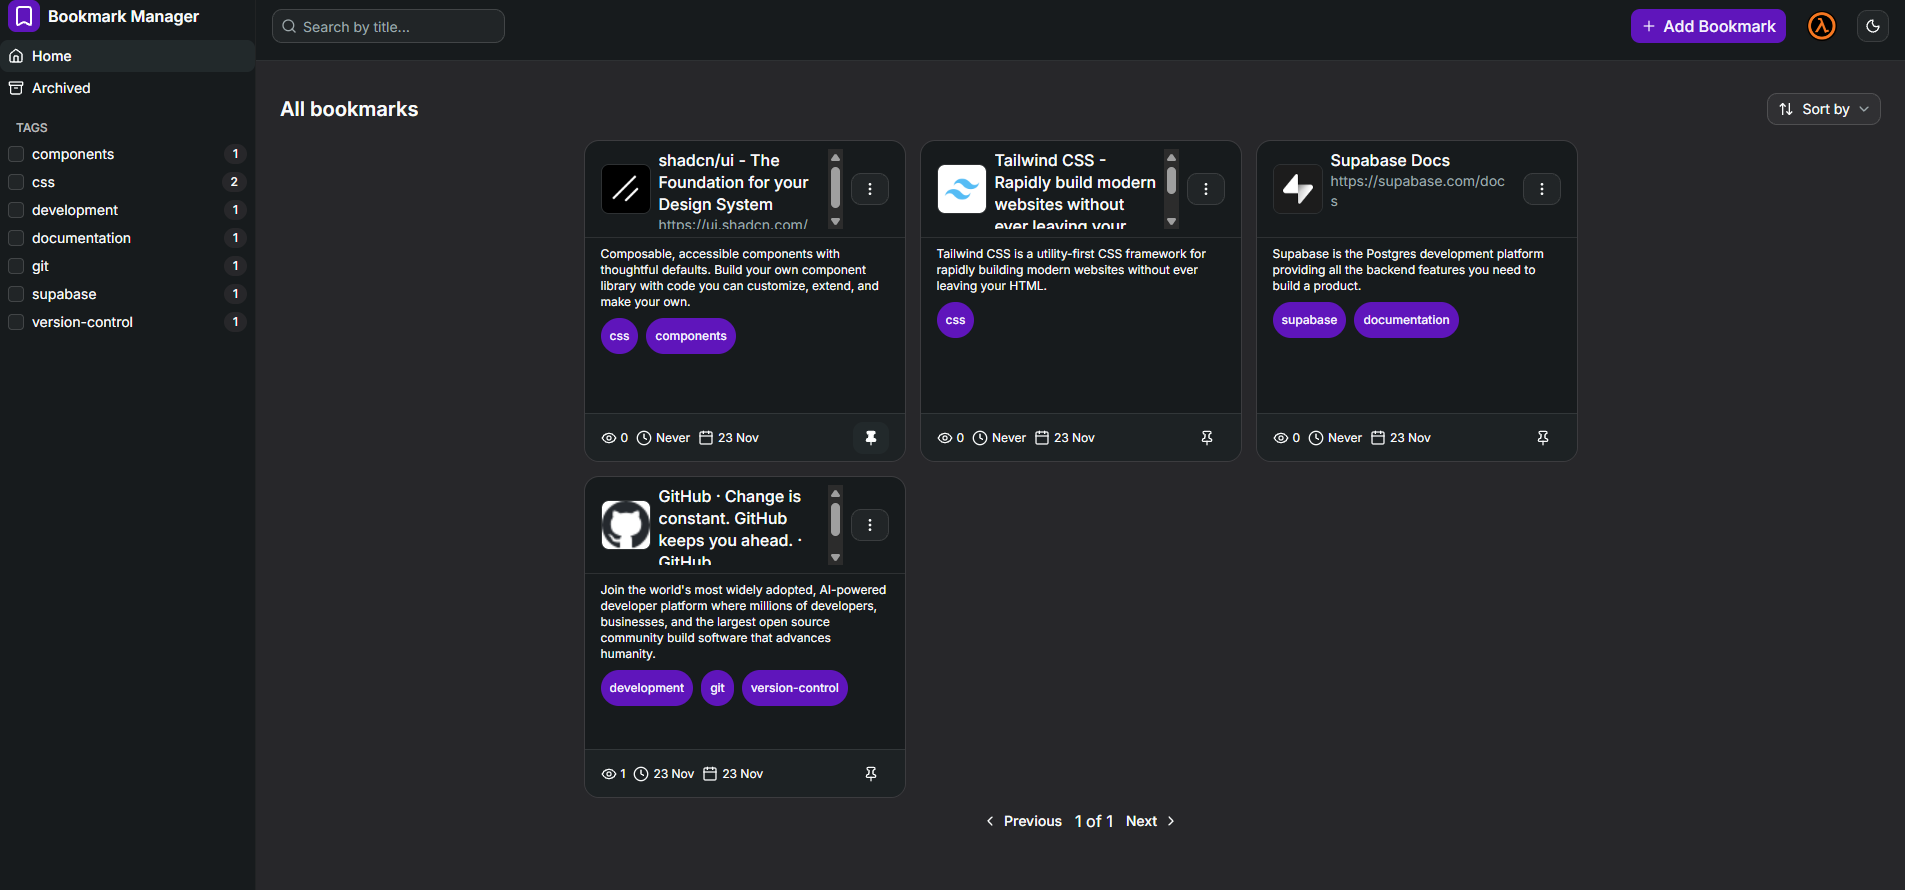 Bookmark Manager
Search by title...
+ Add Bookmark
Home
Archived
TAGS
components 1
css 2
development 1
documentation 1
git 1
supabase 1
version-control 1
All bookmarks
Sort by
shadcn/ui - The
Foundation for your
Design System
https://ui.shadcn.com/
Composable, accessible components with
thoughtful defaults. Build your own component
library with code you can customize, extend, and
make your own.
css components
0 Never 23 Nov
Tailwind CSS -
Rapidly build modern
websites without
ever leaving your
Tailwind CSS is a utility-first CSS framework for
rapidly building modern websites without ever
leaving your HTML.
css
0 Never 23 Nov
Supabase Docs
https://supabase.com/doc
s
Supabase is the Postgres development platform
providing all the backend features you need to
build a product.
supabase documentation
0 Never 23 Nov
GitHub · Change is
constant. GitHub
keeps you ahead. ·
GitHub
Join the world's most widely adopted, AI-powered
developer platform where millions of developers,
businesses, and the largest open source
community build software that advances
humanity.
development git version-control
1 23 Nov 23 Nov
Previous 1 of 1 Next